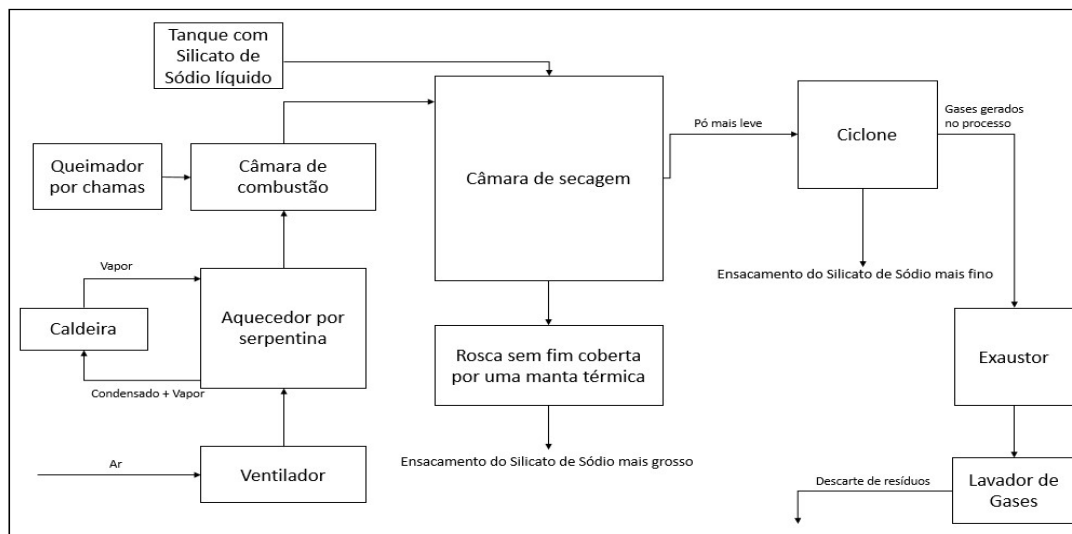 Tanque com
Silicato de
Sódio líquido
Gases gerados
no processo
Pó mais leve
Ciclone
Queimador
por chamas
Câmara de
combustão
Câmara de secagem
Vapor
Ensacamento do Silicato de Sódio mais fino
Caldeira
Aquecedor por
serpentina
Rosca sem fim coberta
por uma manta térmica
Exaustor
Condensado + Vapor
Ensacamento do Silicato de Sódio mais grosso
Ar
Ventilador
Descarte de resíduos
Lavador de
Gases